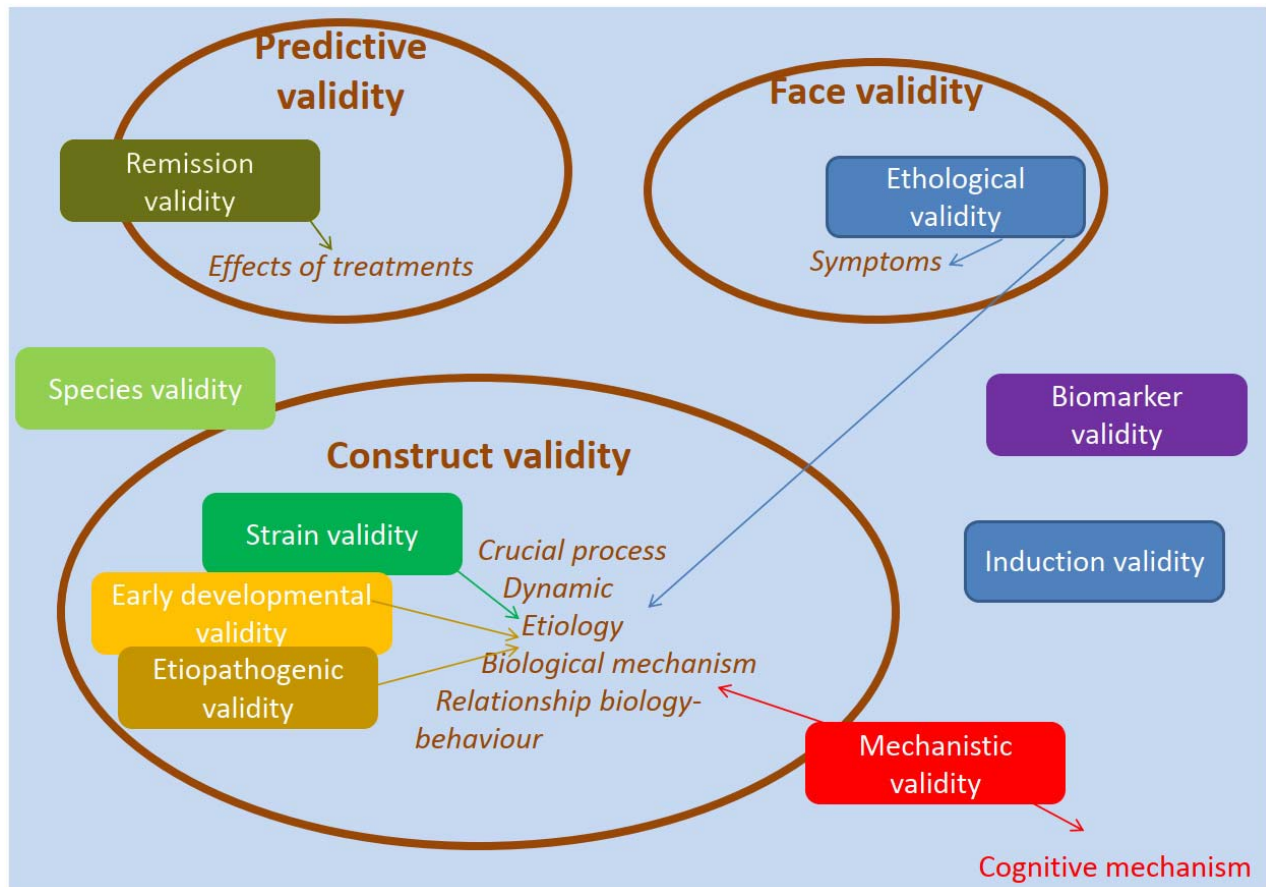 Predictive
validity
Face validity
Remission
validity
Ethological
validity
Effects of treatments
Symptoms
Species validity
Biomarker
validity
Construct validity
Strain validity
Crucial process
Dynamic
Induction validity
Early developmental
validity
Etiology
Etiopathogenic
validity
Biological mechanism
Relationship biology-
behaviour
Mechanistic
validity
Cognitive mechanism